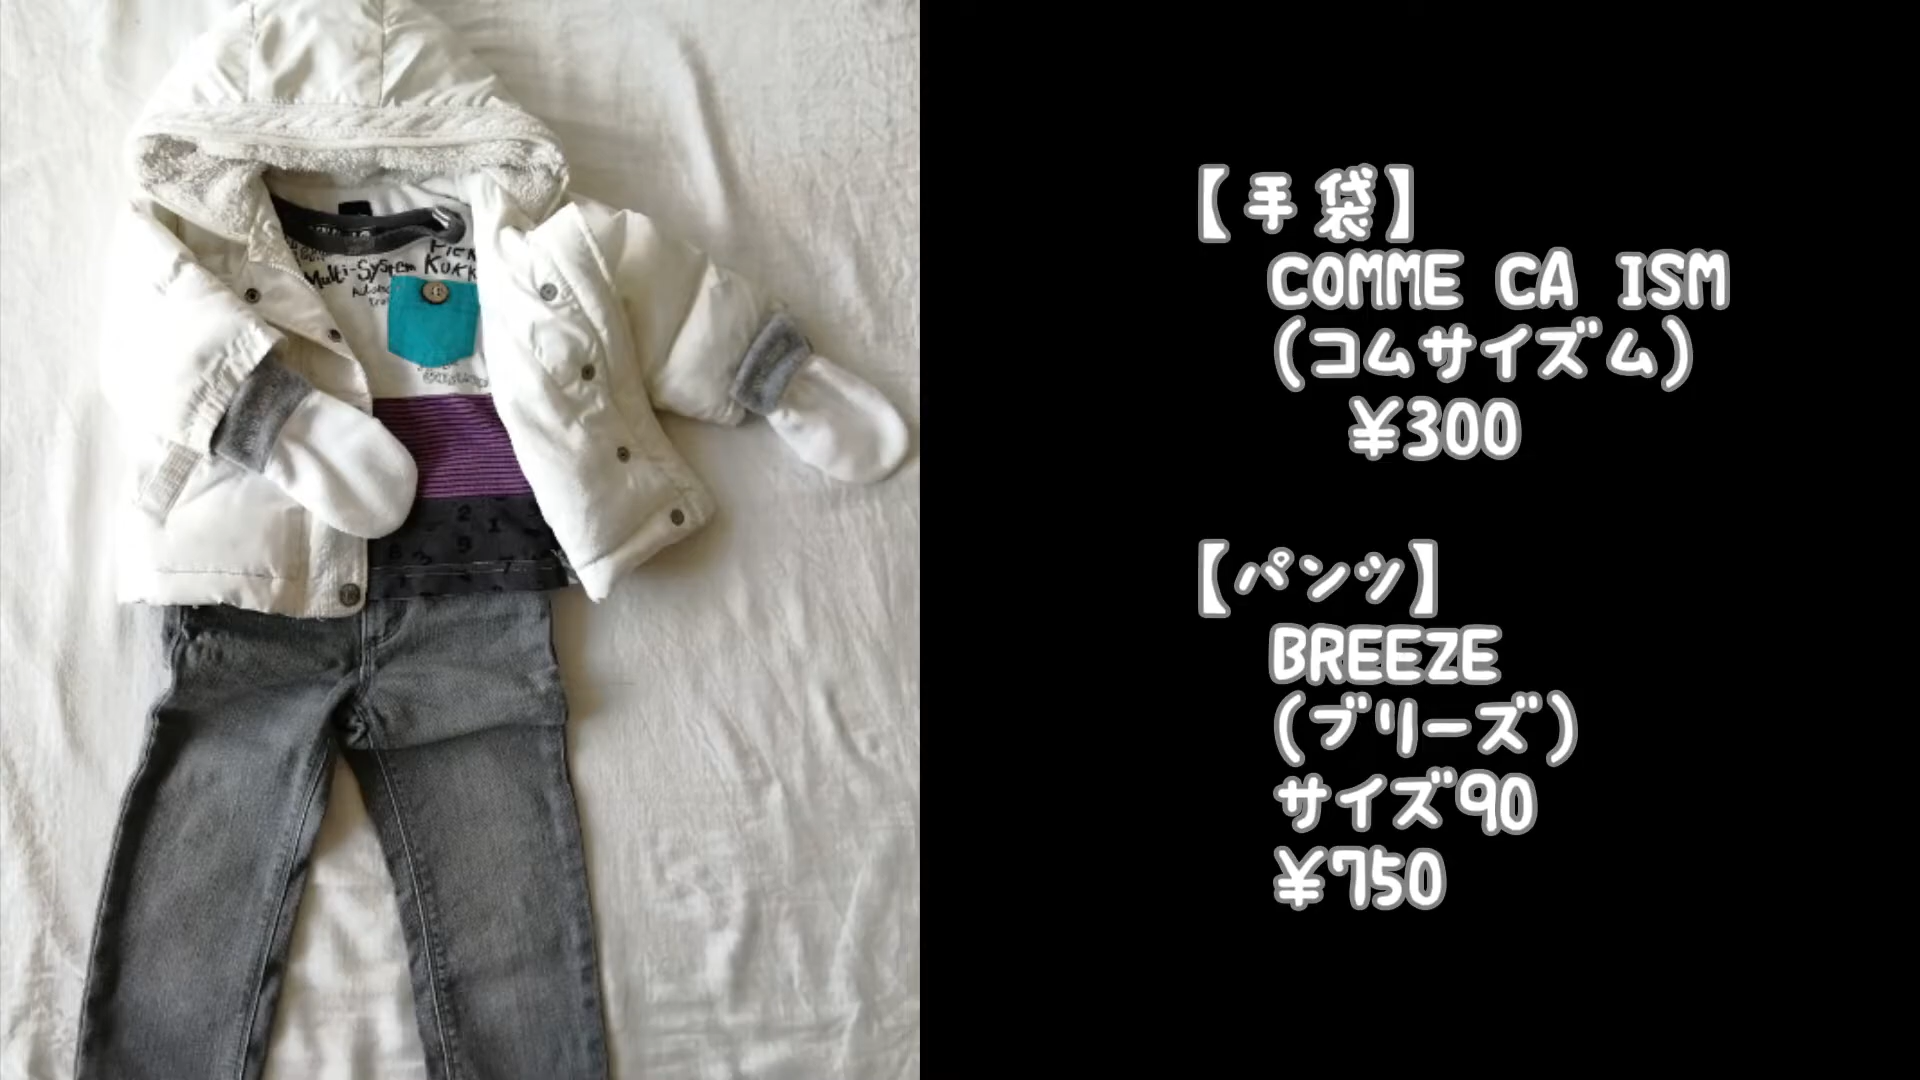 Multi-System
【手袋】
COMME CA ISM
(コムサイズム)
¥300
【パンツ】
BREEZE
(ブリーズ)
サイズ90
¥750